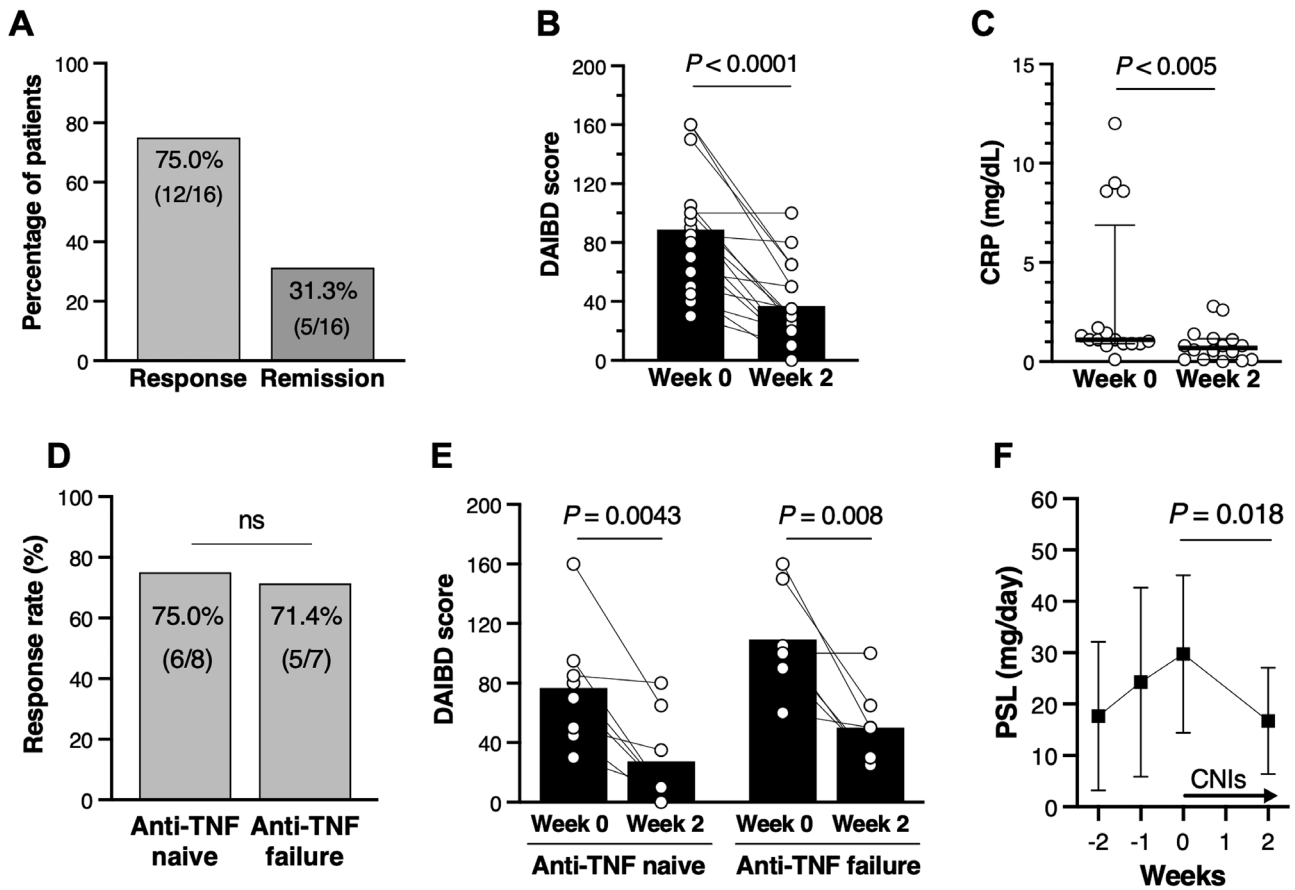 A
Percentage of patients
100
80
60
40
20
0
75.0%
(12/16)
31.3%
(5/16)
Response Remission
B
DAIBD score
200
160
120
80
40
0
P < 0.0001
Week 0 Week 2
C
CRP (mg/dL)
15
10
5
0
P < 0.005
Week 0 Week 2
D
Response rate (%)
100
80
60
40
20
0
ns
75.0%
(6/8)
71.4%
(5/7)
Anti-TNF naive
Anti-TNF failure
E
DAIBD score
200
160
120
80
40
0
P = 0.0043
P = 0.008
Week 0 Week 2 Week 0 Week 2
Anti-TNF naive Anti-TNF failure
F
PSL (mg/day)
60
50
40
30
20
10
0
P = 0.018
CNIs
-2 -1 0 1 2
Weeks